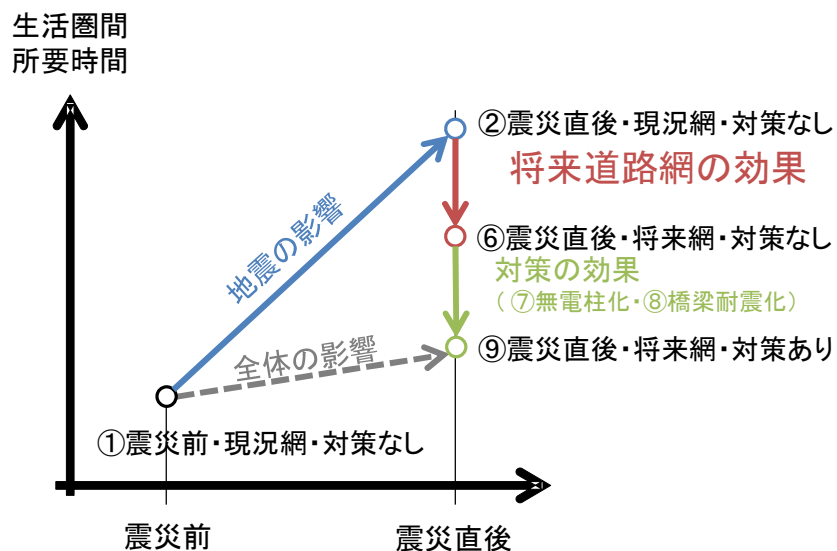 生活圏間
所要時間
②震災直後・現況網・対策なし
将来道路網の効果
地震の影響
⑥震災直後・将来網・対策なし
対策の効果
（⑦無電柱化・⑧橋梁耐震化）
全体の影響
⑨震災直後・将来網・対策あり
①震災前・現況網・対策なし
震災前
震災直後